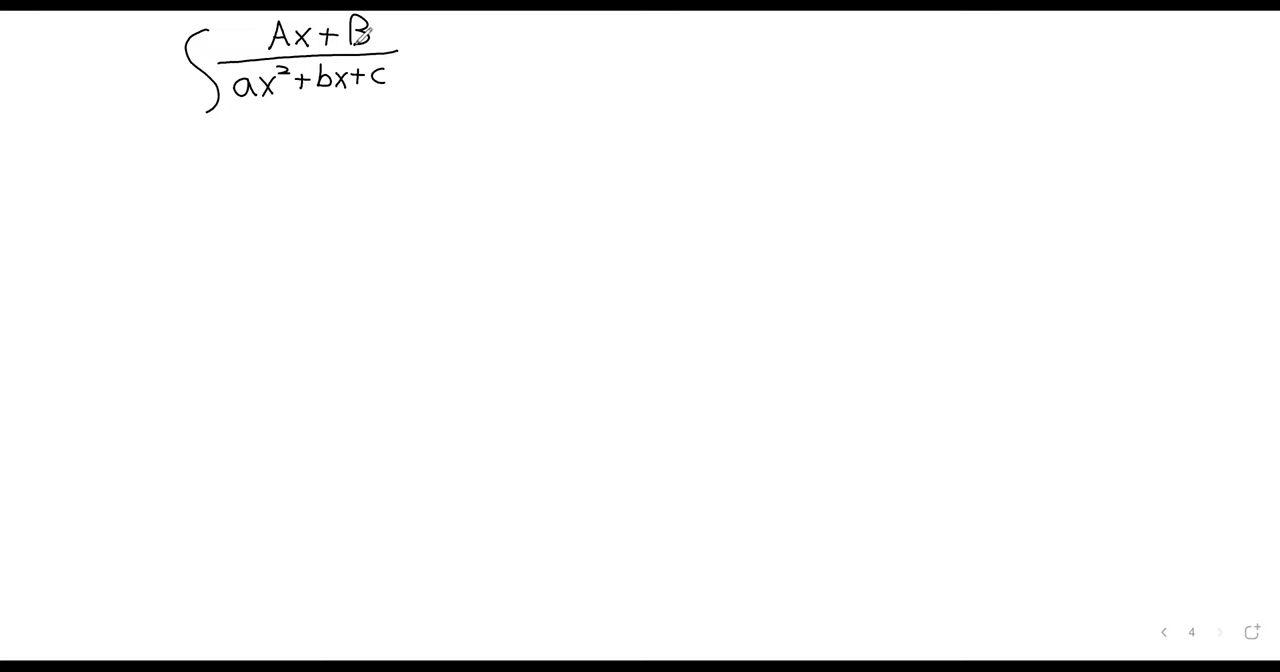 ∫ (Ax + B)/(ax² + bx + c)
< 4 >